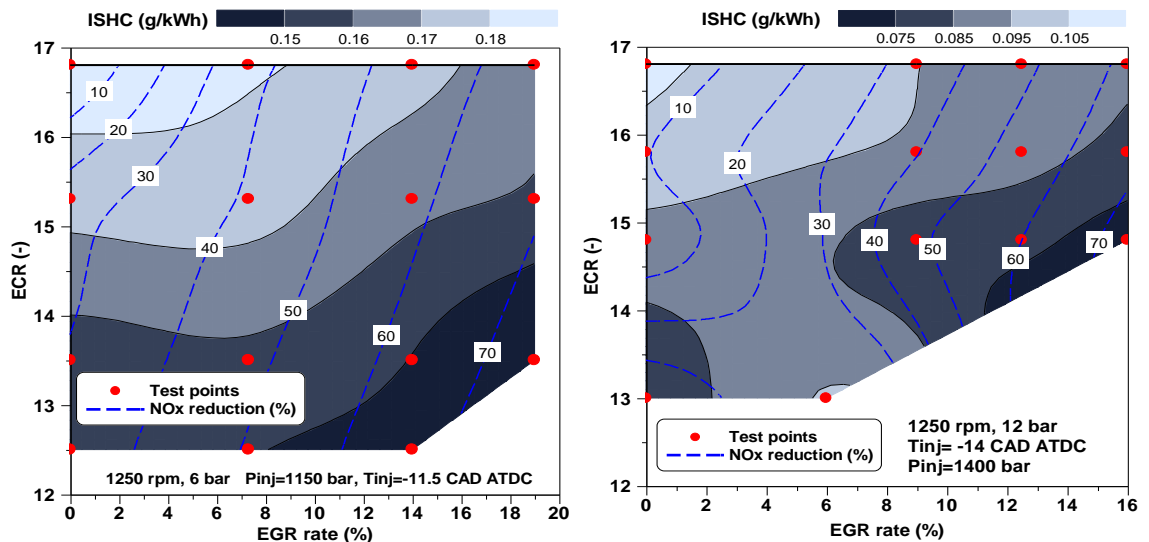 ISHC (g/kWh)
0.15 0.16 0.17 0.18
17
16
15
14
13
12
ECR (-)
10
20
30
40
50
60
70
Test points
NOx reduction (%)
1250 rpm, 6 bar Pinj=1150 bar, Tinj=-11.5 CAD ATDC
0 2 4 6 8 10 12 14 16 18 20
EGR rate (%)
ISHC (g/kWh)
0.075 0.085 0.095 0.105
17
16
15
14
13
12
ECR (-)
10
20
30
40
50
60
70
Test points
NOx reduction (%)
1250 rpm, 12 bar
Tinj= -14 CAD ATDC
Pinj=1400 bar
0 2 4 6 8 10 12 14 16
EGR rate (%)